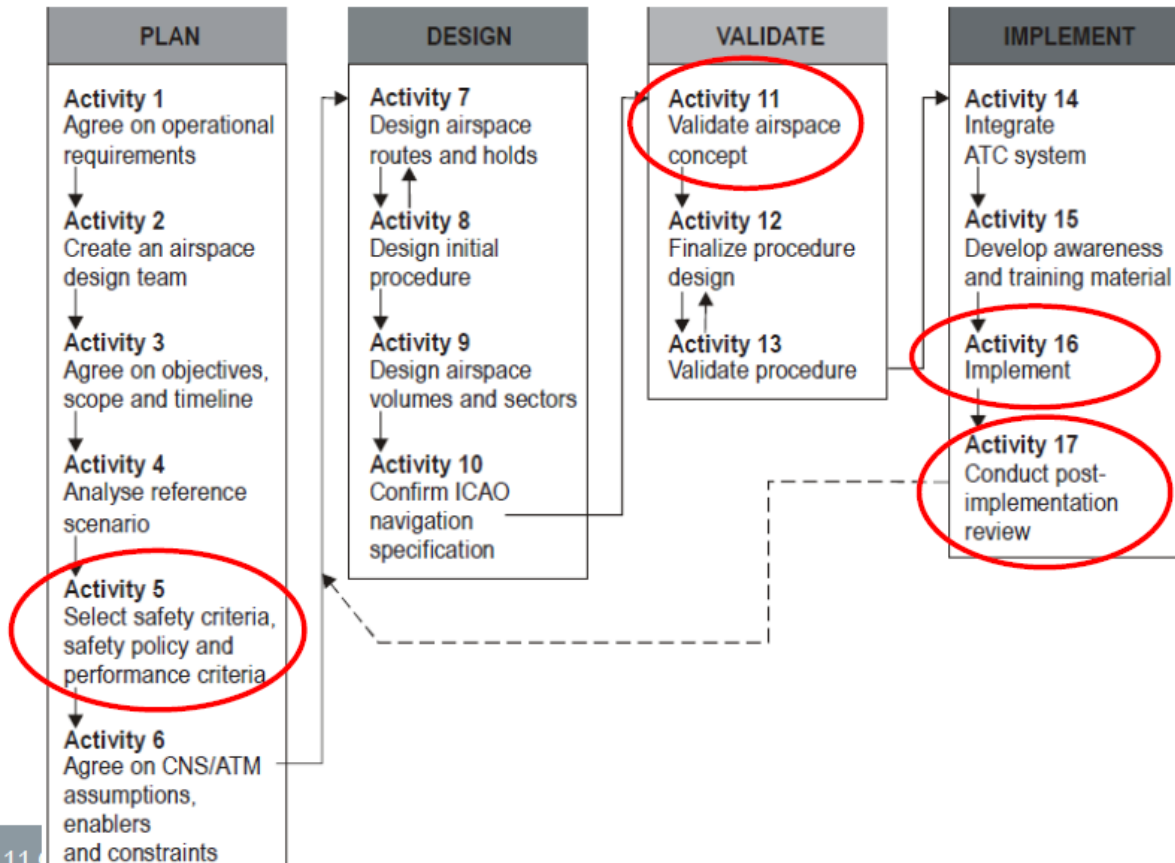 PLAN
Activity 1
Agree on operational
requirements
Activity 2
Create an airspace
design team
Activity 3
Agree on objectives,
scope and timeline
Activity 4
Analyse reference
scenario
Activity 5
Select safety criteria,
safety policy and
performance criteria
Activity 6
Agree on CNS/ATM
assumptions,
enablers
and constraints
DESIGN
Activity 7
Design airspace
routes and holds
Activity 8
Design initial
procedure
Activity 9
Design airspace
volumes and sectors
Activity 10
Confirm ICAO
navigation
specification
VALIDATE
Activity 11
Validate airspace
concept
Activity 12
Finalize procedure
design
Activity 13
Validate procedure
IMPLEMENT
Activity 14
Integrate
ATC system
Activity 15
Develop awareness
and training material
Activity 16
Implement
Activity 17
Conduct post-
implementation
review
11